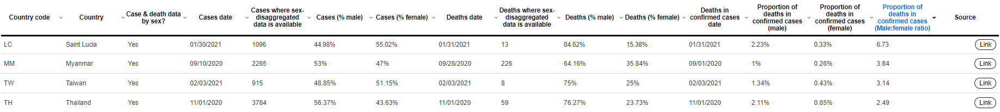 Country code Country Case & death data by sex? Cases date Cases where sex-disaggregated data is available Cases (% male) Cases (% female) Deaths date Deaths where sex-disaggregated data is available Deaths (% male) Deaths (% female) Deaths in confirmed cases date Proportion of deaths in confirmed cases (male) Proportion of deaths in confirmed cases (female) Proportion of deaths in confirmed cases (Male:female ratio) Source
LC Saint Lucia Yes 01/30/2021 1096 44.98% 55.02% 01/31/2021 13 84.62% 15.38% 01/31/2021 2.23% 0.33% 6.73 Link
MM Myanmar Yes 09/10/2020 2265 53% 47% 09/28/2020 226 64.16% 35.84% 09/01/2020 1% 0.26% 3.84 Link
TW Taiwan Yes 02/03/2021 915 48.85% 51.15% 02/03/2021 8 75% 25% 02/03/2021 1.34% 0.43% 3.14 Link
TH Thailand Yes 11/01/2020 3784 56.37% 43.63% 11/01/2020 59 76.27% 23.73% 11/01/2020 2.11% 0.85% 2.49 Link